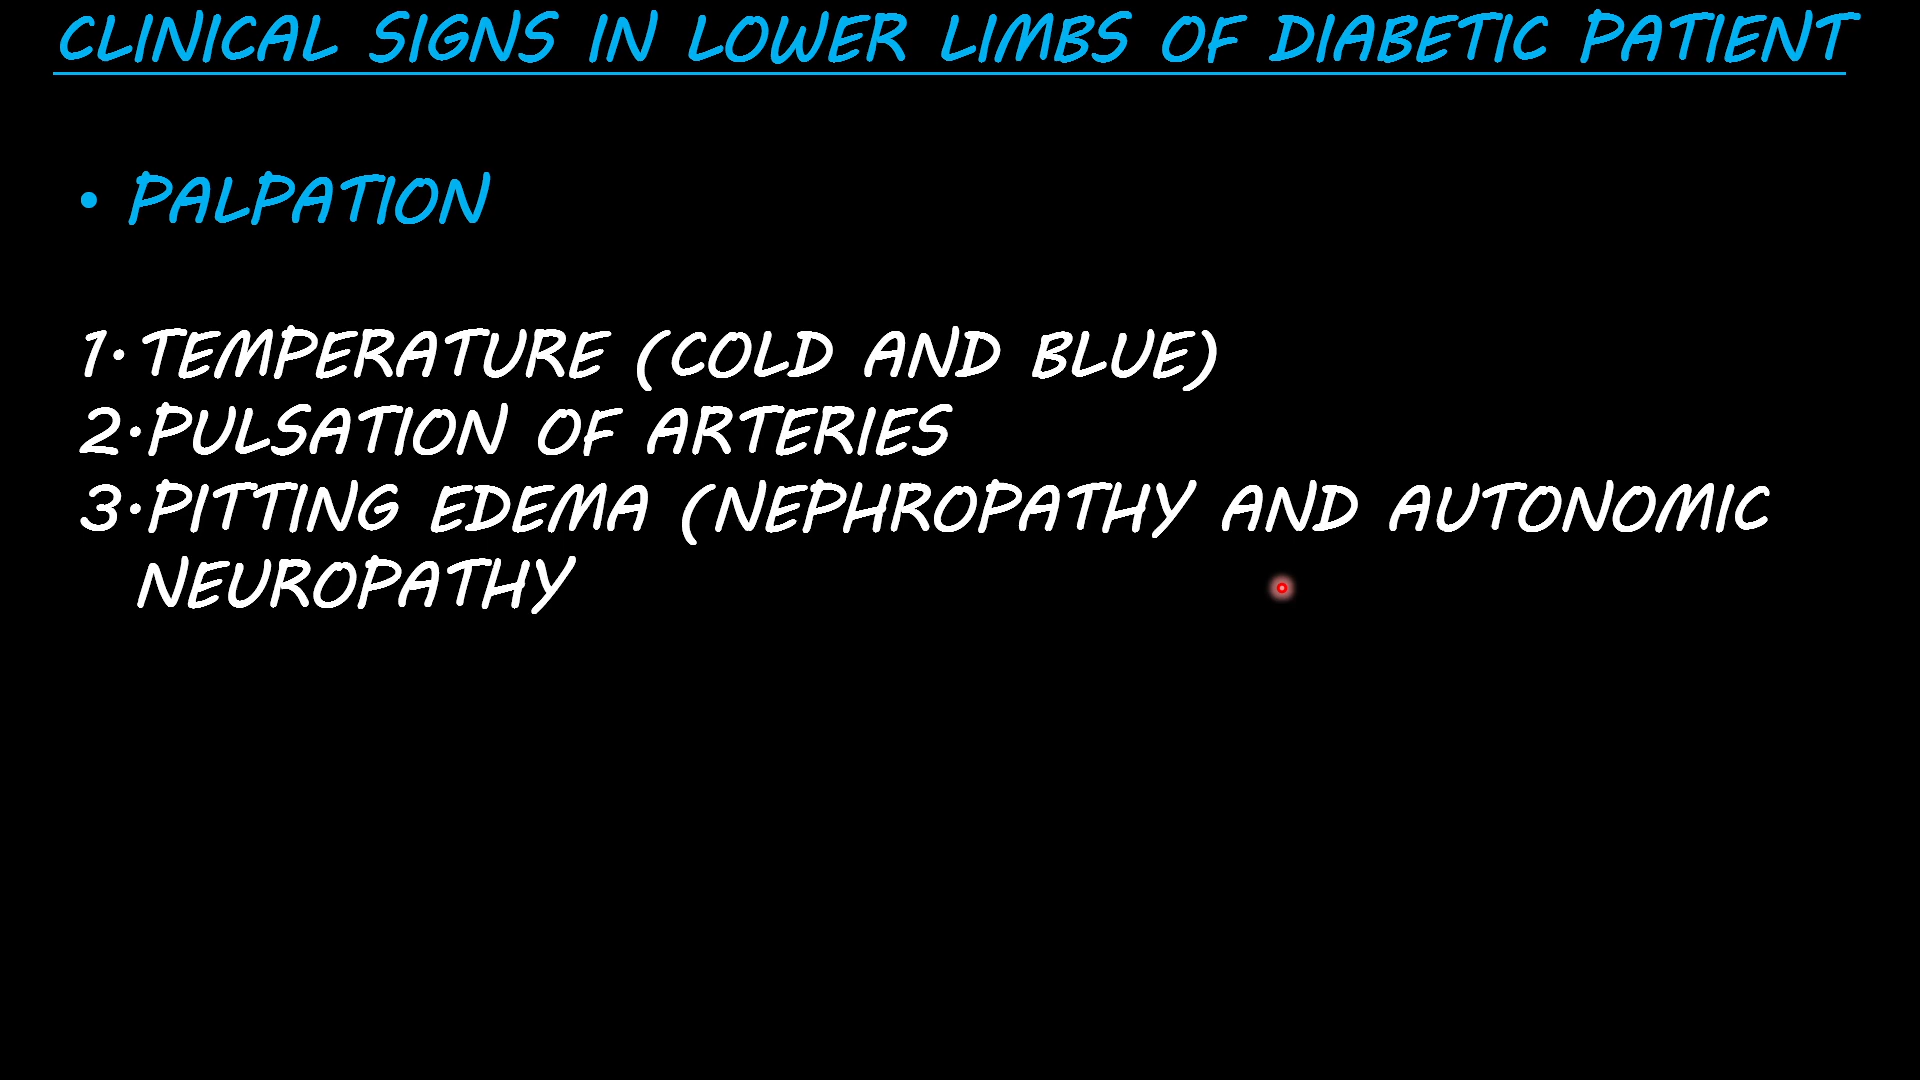 CLINICAL SIGNS IN LOWER LIMBS OF DIABETIC PATIENT
• PALPATION
1. TEMPERATURE (COLD AND BLUE)
2. PULSATION OF ARTERIES
3. PITTING EDEMA (NEPHROPATHY AND AUTONOMIC
NEUROPATHY